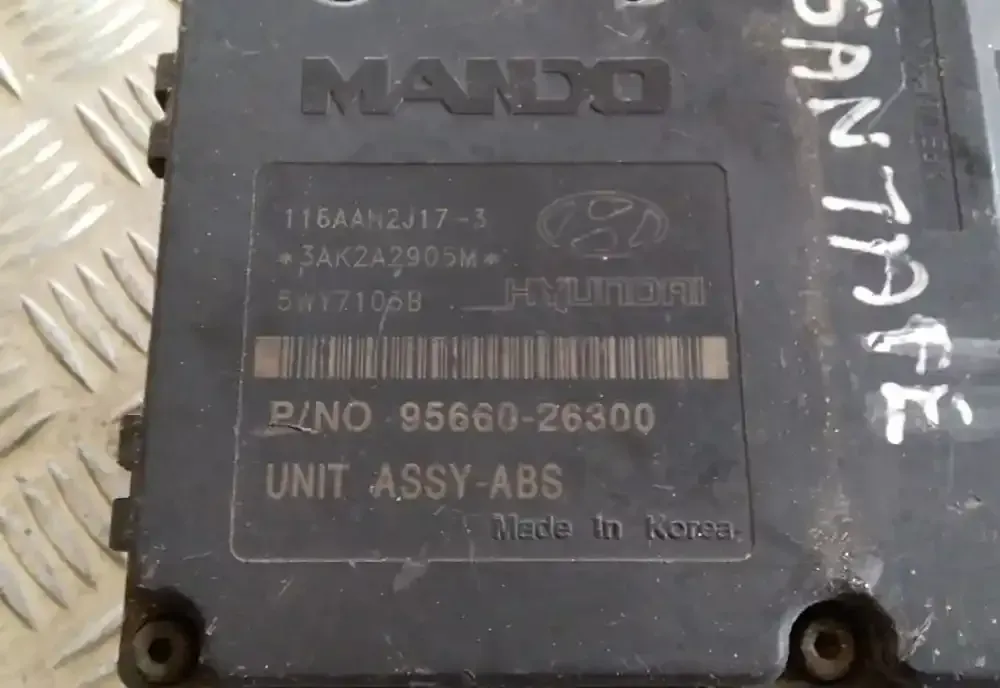 MANDO
116AAN2J17-3
*3AK2A2905M*
5WY7106B
HYUNDAI
P/NO 95660-26300
UNIT ASSY-ABS
Made In Korea.
SANTAFE